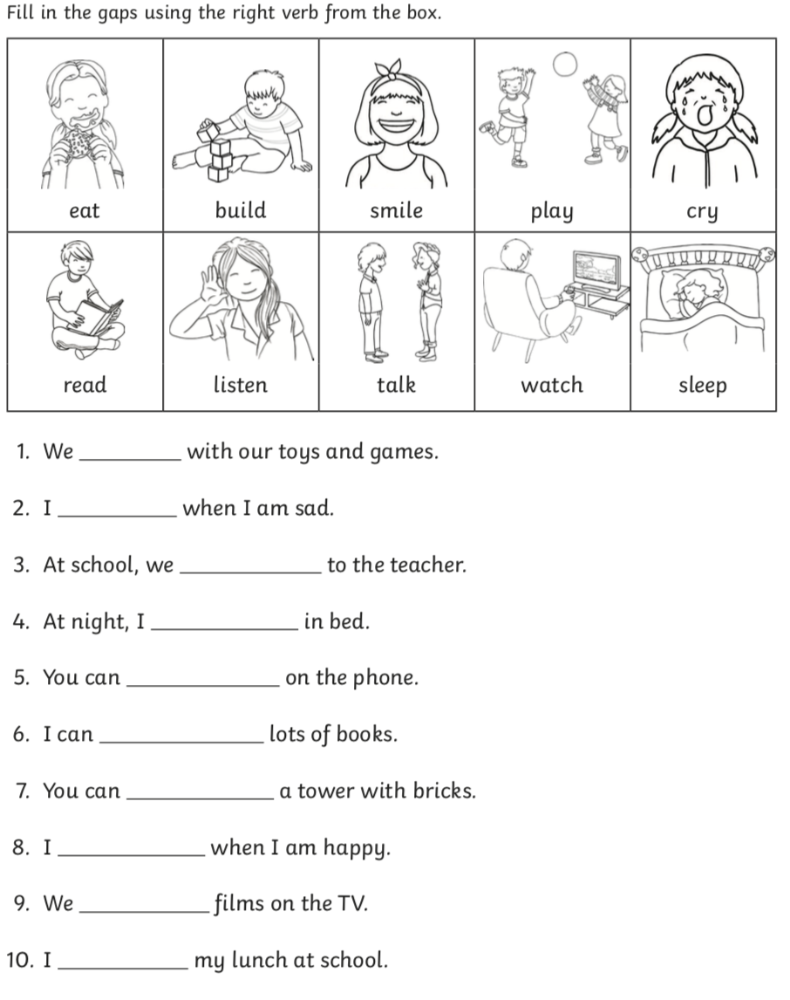 Fill in the gaps using the right verb from the box.
eat build smile play cry
read listen talk watch sleep
1. We __________ with our toys and games.
2. I ____________ when I am sad.
3. At school, we ______________ to the teacher.
4. At night, I ______________ in bed.
5. You can _______________ on the phone.
6. I can ________________ lots of books.
7. You can ______________ a tower with bricks.
8. I ______________ when I am happy.
9. We _____________ films on the TV.
10. I _____________ my lunch at school.